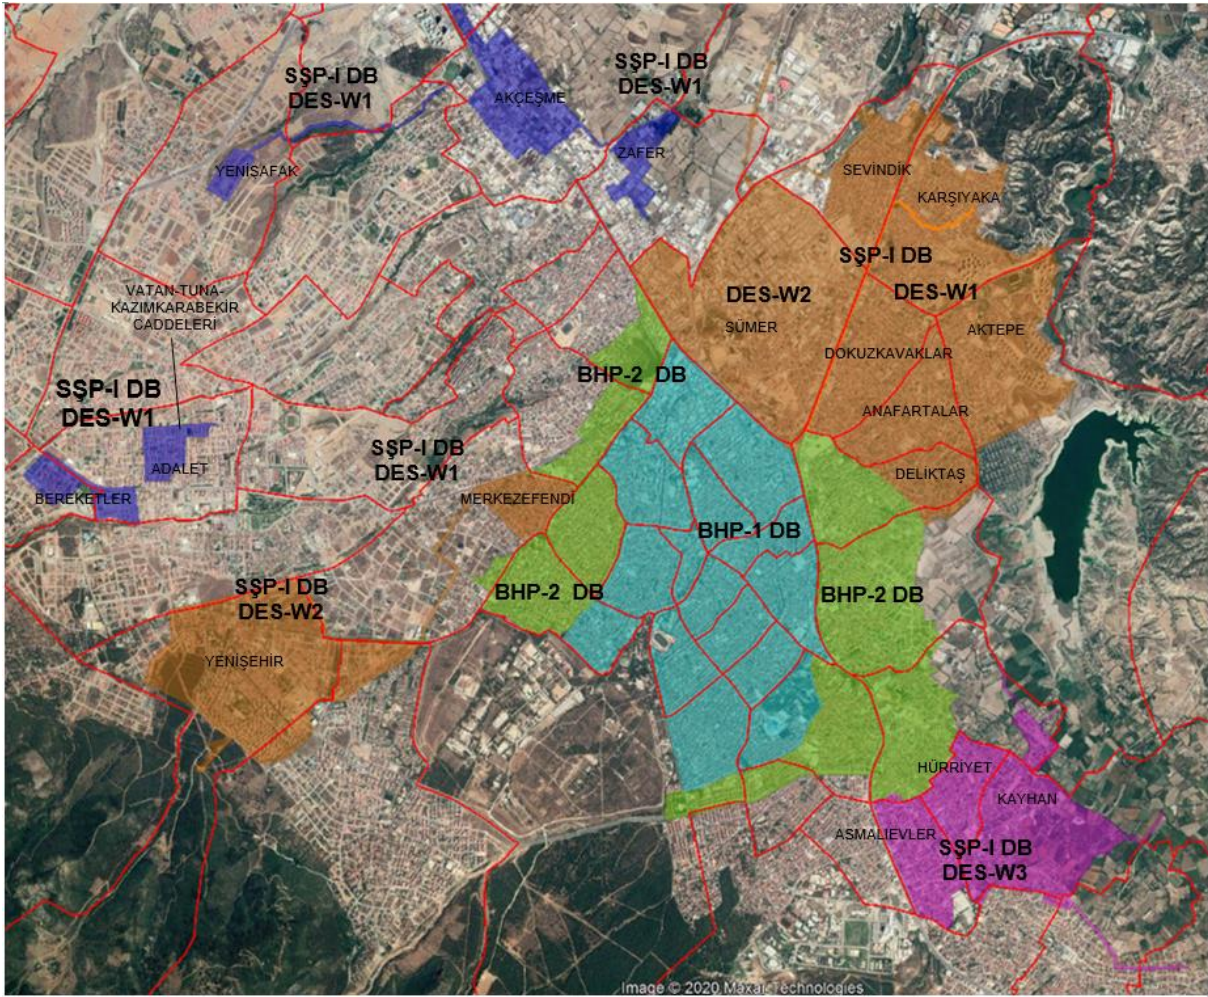 SŞP-I DB
DES-W1
AKÇEŞME
SŞP-I DB
DES-W1
ZAFER
YENİŞAFAK
SEVİNDİK
KARŞIYAKA
SŞP-I DB
DES-W1
DES-W2
SÜMER
AKTEPE
VATAN-TUNA-
KAZIMKARABEKİR
CADDELERİ
DOKUZKAVAKLAR
BHP-2 DB
SŞP-I DB
DES-W1
ANAFARTALAR
SŞP-I DB
DES-W1
ADALET
DELİKTAŞ
BEREKETLER
MERKEZEFENDİ
BHP-1 DB
SŞP-I DB
DES-W2
BHP-2 DB
BHP-2 DB
YENİŞEHİR
HÜRRİYET
KAYHAN
ASMALIEVLER
SŞP-I DB
DES-W3
Image © 2020 Maxar Technologies